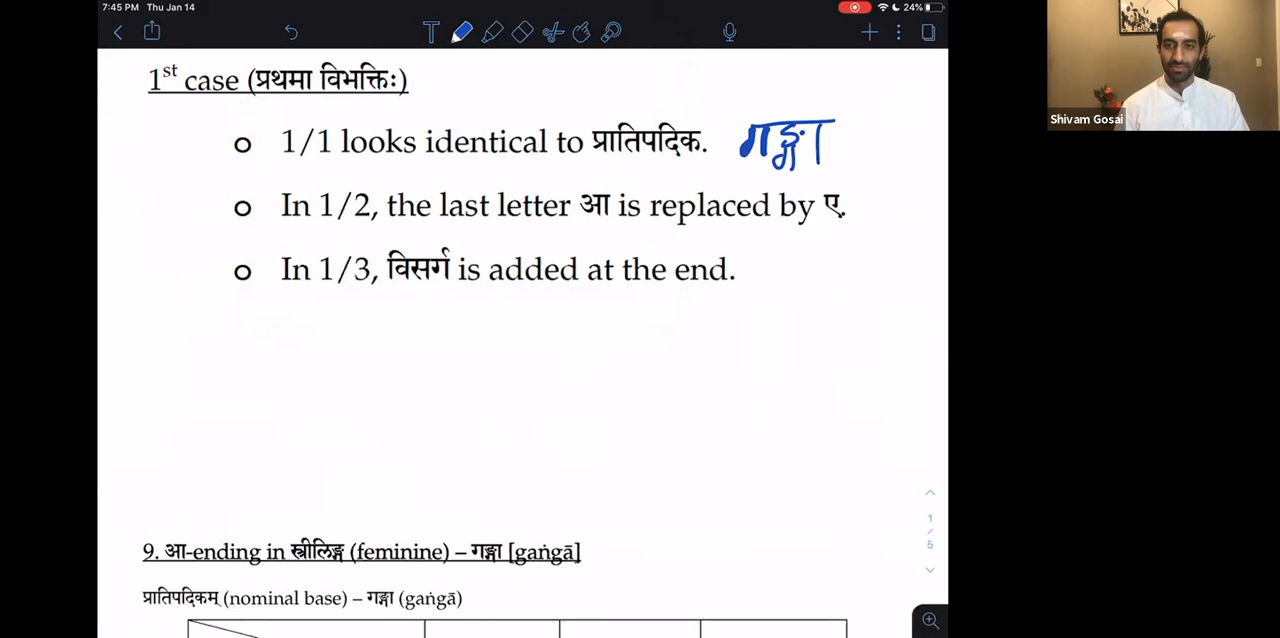 7:45 PM Thu Jan 14
24%
1st case (प्रथमा विभक्तिः)
Shivam Gosai
o 1/1 looks identical to प्रातिपदिक. गङ्गा
o In 1/2, the last letter आ is replaced by ए.
o In 1/3, विसर्ग is added at the end.
1
/
5
9. आ-ending in स्त्रीलिङ्ग (feminine) – गङ्गा [gaṅgā]
प्रातिपदिकम् (nominal base) – गङ्गा (gaṅgā)